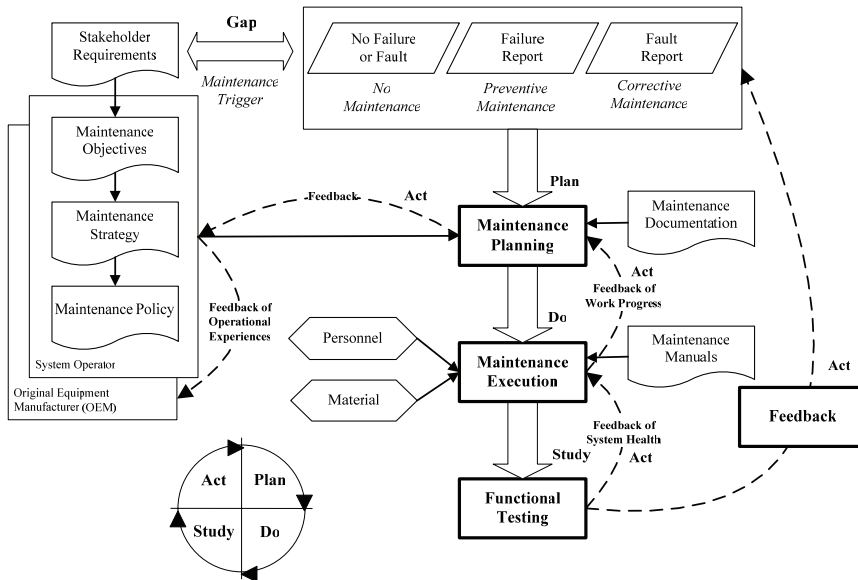 Stakeholder
Requirements
Gap
Maintenance
Trigger
No Failure
or Fault
Failure
Report
Fault
Report
No
Maintenance
Preventive
Maintenance
Corrective
Maintenance
Maintenance
Objectives
Maintenance
Strategy
Maintenance Policy
System Operator
Original Equipment
Manufacturer (OEM)
Feedback
Act
Plan
Maintenance
Planning
Maintenance
Documentation
Feedback of
Operational
Experiences
Act
Feedback of
Work Progress
Do
Personnel
Material
Maintenance
Execution
Maintenance
Manuals
Act
Feedback
Feedback of
System Health
Act
Study
Functional
Testing
Act
Plan
Study
Do